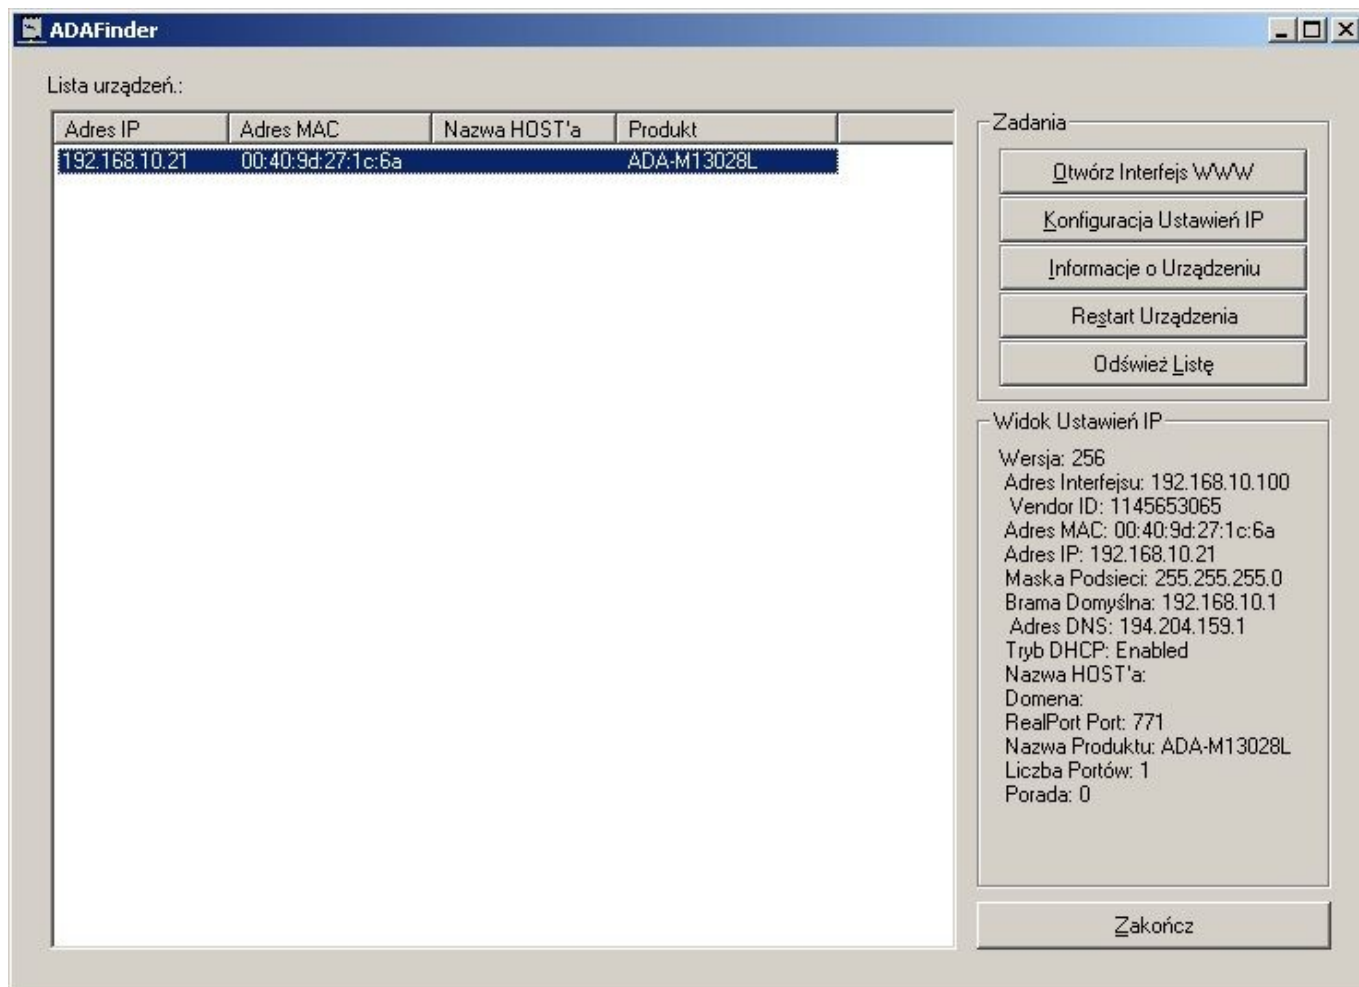 ADAFinder
Lista urządzeń.:
Adres IP Adres MAC Nazwa HOST'a Produkt
192.168.10.21 00:40:9d:27:1c:6a ADA-M13028L
Zadania
Otwórz Interfejs WWW
Konfiguracja Ustawień IP
Informacje o Urządzeniu
Restart Urządzenia
Odśwież Listę
Widok Ustawień IP
Wersja: 256
Adres Interfejsu: 192.168.10.100
Vendor ID: 1145653065
Adres MAC: 00:40:9d:27:1c:6a
Adres IP: 192.168.10.21
Maska Podsieci: 255.255.255.0
Brama Domyślna: 192.168.10.1
Adres DNS: 194.204.159.1
Tryb DHCP: Enabled
Nazwa HOST'a:
Domena:
RealPort Port: 771
Nazwa Produktu: ADA-M13028L
Liczba Portów: 1
Porada: 0
Zakończ